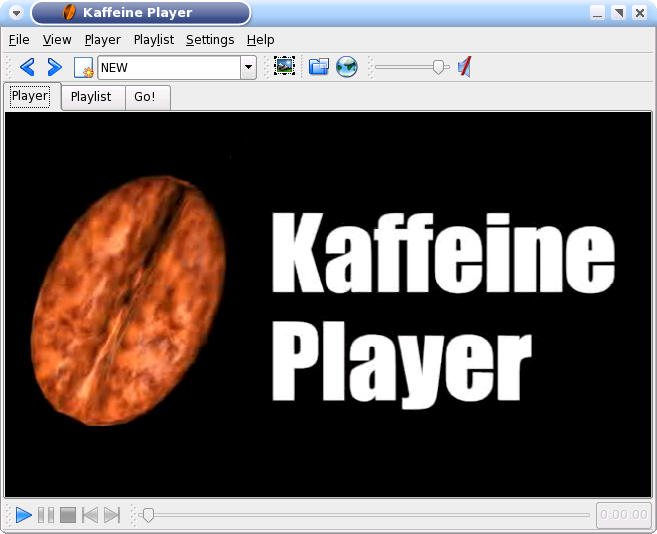 Kaffeine Player
File View Player Playlist Settings Help
NEW
Player Playlist Go!
Kaffeine
Player
0:00:00